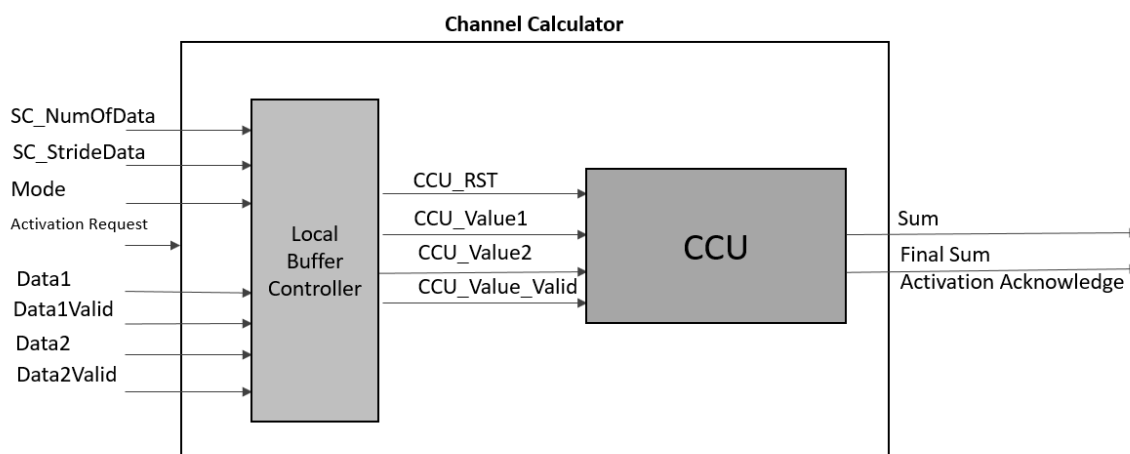 Channel Calculator
SC_NumOfData
SC_StrideData
Mode
Activation Request
Data1
Data1Valid
Data2
Data2Valid
Local
Buffer
Controller
CCU_RST
CCU_Value1
CCU_Value2
CCU_Value_Valid
CCU
Sum
Final Sum
Activation Acknowledge